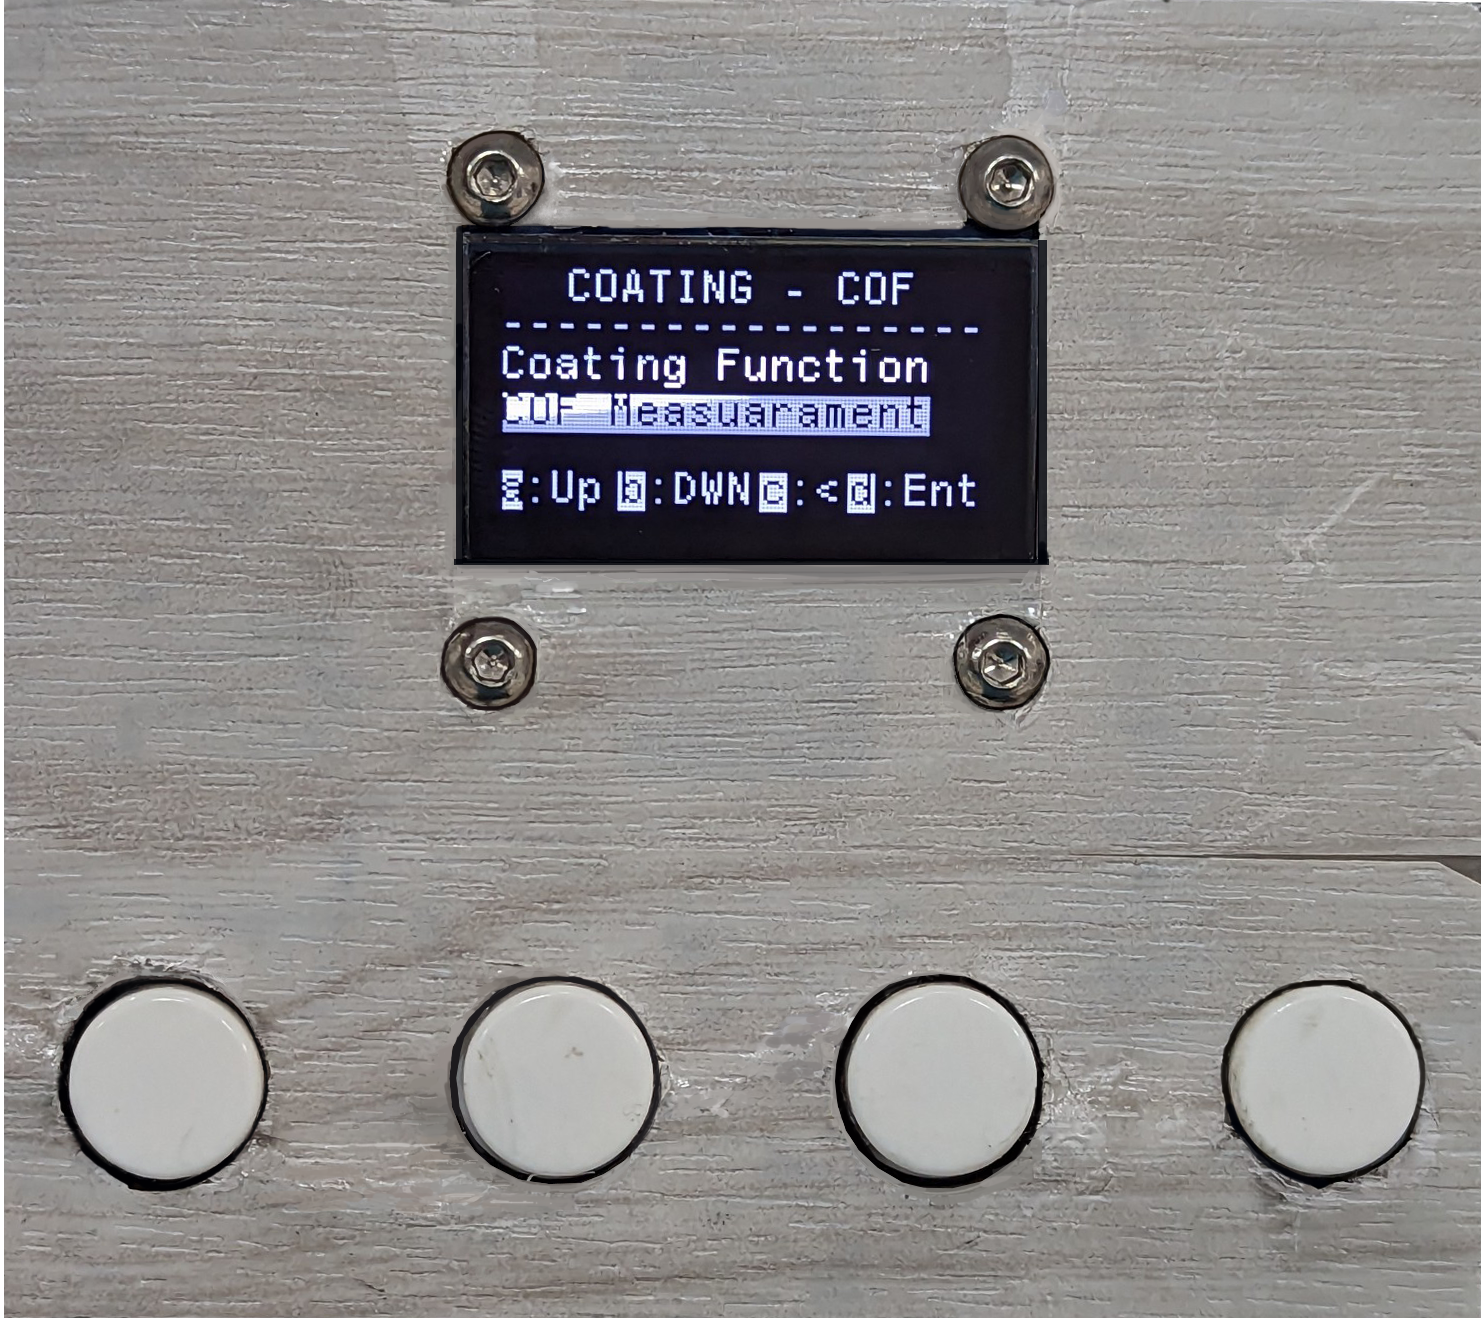 COATING - COF
------------------
Coating Function
COF Measuarament
a:Up b:DWN c:< d:Ent